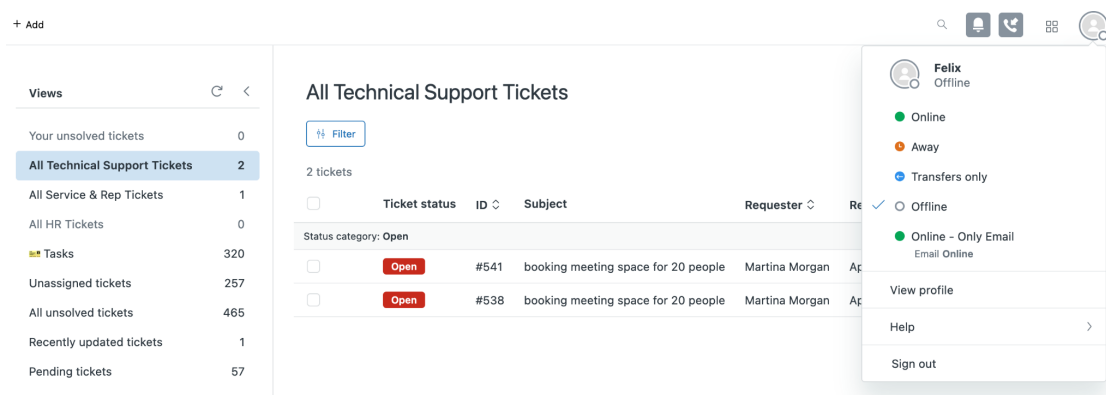 + Add
Views
Your unsolved tickets 0
All Technical Support Tickets 2
All Service & Rep Tickets 1
All HR Tickets 0
🎫 Tasks 320
Unassigned tickets 257
All unsolved tickets 465
Recently updated tickets 1
Pending tickets 57
All Technical Support Tickets
Filter
2 tickets
Ticket status ID Subject Requester Re
Status category: Open
Open #541 booking meeting space for 20 people Martina Morgan Ap
Open #538 booking meeting space for 20 people Martina Morgan Ap
Felix
Offline
Online
Away
Transfers only
Offline
Online - Only Email
Email Online
View profile
Help
Sign out